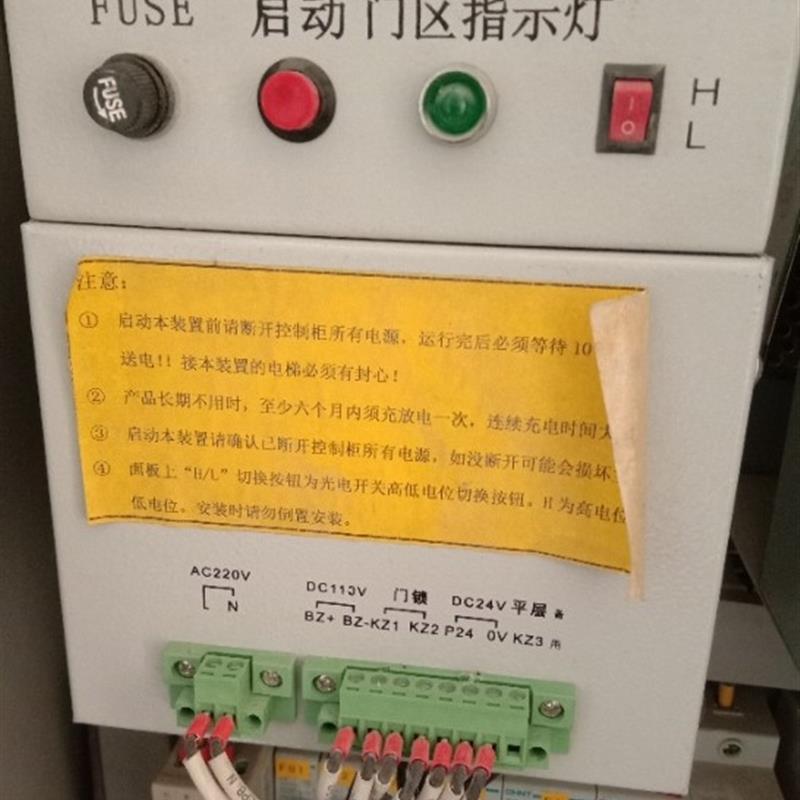 FUSE 启动 门区指示灯
FUSE
H
L
注意:
① 启动本装置前请断开控制柜所有电源，运行完后必须等待10
送电!! 接本装置的电梯必须有封心！
② 产品长期不用时，至少六个月内须充放电一次，连续充电时间大
③ 启动本装置请确认已断开控制柜所有电源，如没断开可能会损坏
④ 面板上“H/L”切换按钮为光电开关高低电位切换按钮。H为高电位
低电位。安装时请勿倒置安装。
AC220V
N
DC110V 门锁 DC24V 平层 备
BZ+ BZ-KZ1 KZ2 P24 0V KZ3 用